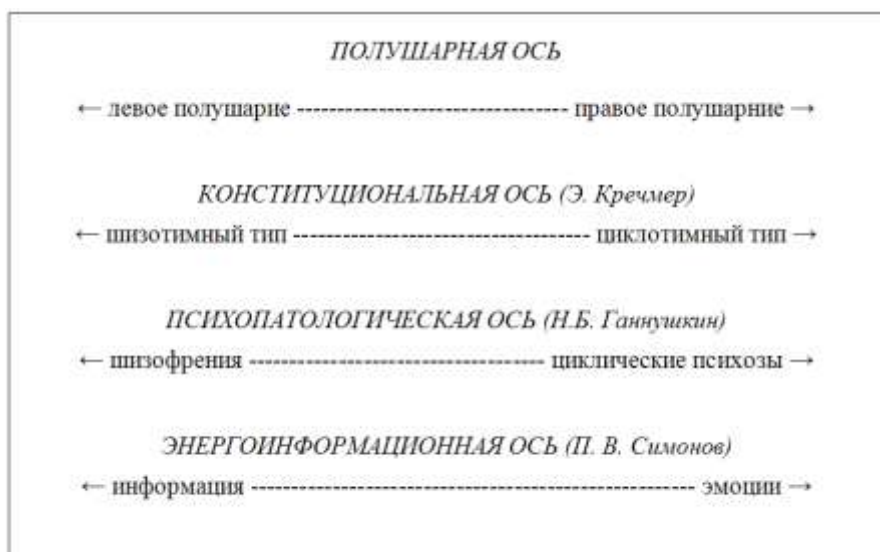 ПОЛУШАРНАЯ ОСЬ
← левое полушарие ----------------------------- правое полушарние →
КОНСТИТУЦИОНАЛЬНАЯ ОСЬ (Э. Кречмер)
← шизотимный тип -------------------------------- циклотимный тип →
ПСИХОПАТОЛОГИЧЕСКАЯ ОСЬ (Н.Б. Ганнушкин)
← шизофрения -------------------------------- циклические психозы →
ЭНЕРГОИНФОРМАЦИОННАЯ ОСЬ (П. В. Симонов)
← информация ------------------------------------------------ эмоции →